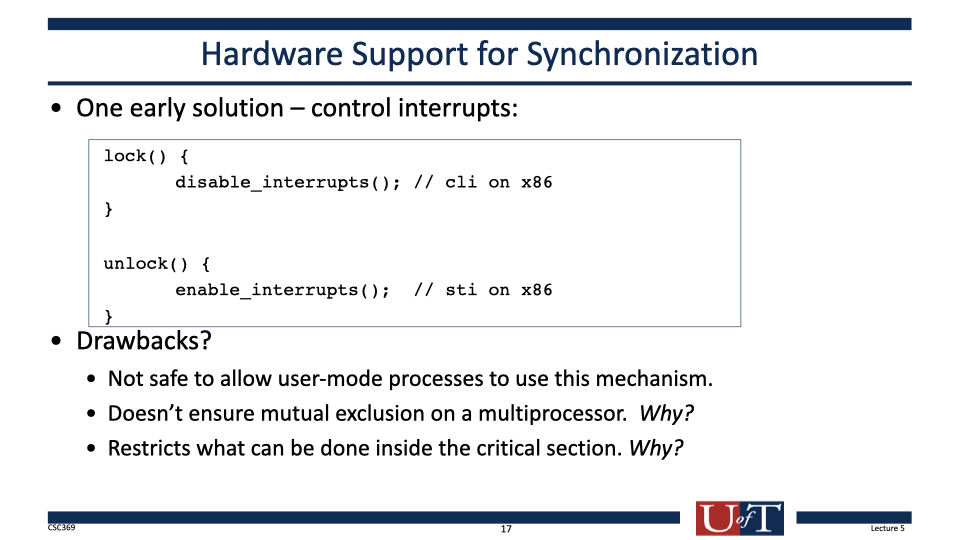 Hardware Support for Synchronization
• One early solution – control interrupts:
lock() {
disable_interrupts(); // cli on x86
}
unlock() {
enable_interrupts(); // sti on x86
}
• Drawbacks?
• Not safe to allow user-mode processes to use this mechanism.
• Doesn’t ensure mutual exclusion on a multiprocessor. Why?
• Restricts what can be done inside the critical section. Why?
CSC369
17
U of T
Lecture 5